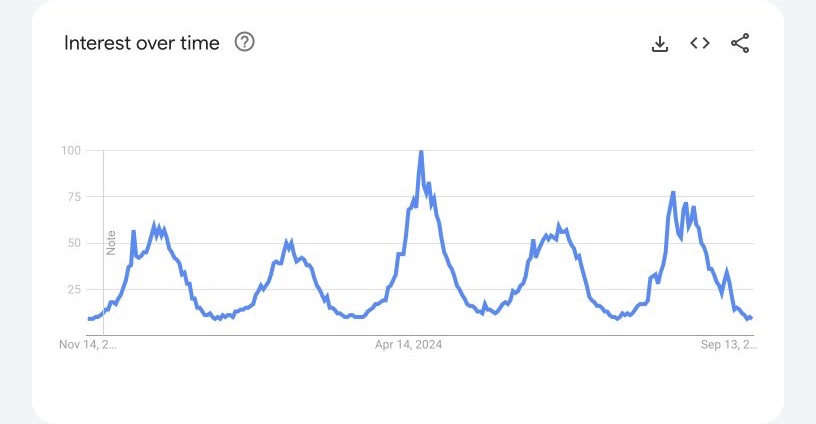 Interest over time
100
75
50
25
Note
Nov 14, 2...
Apr 14, 2024
Sep 13, 2...